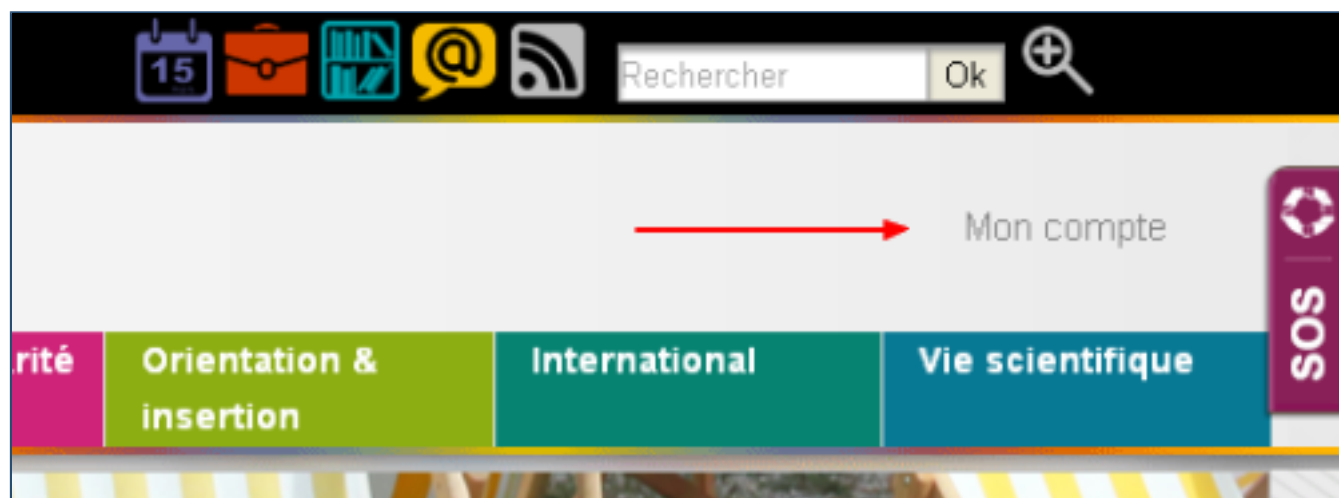 15
Rechercher
Ok
Mon compte
SOS
rité
Orientation &
insertion
International
Vie scientifique